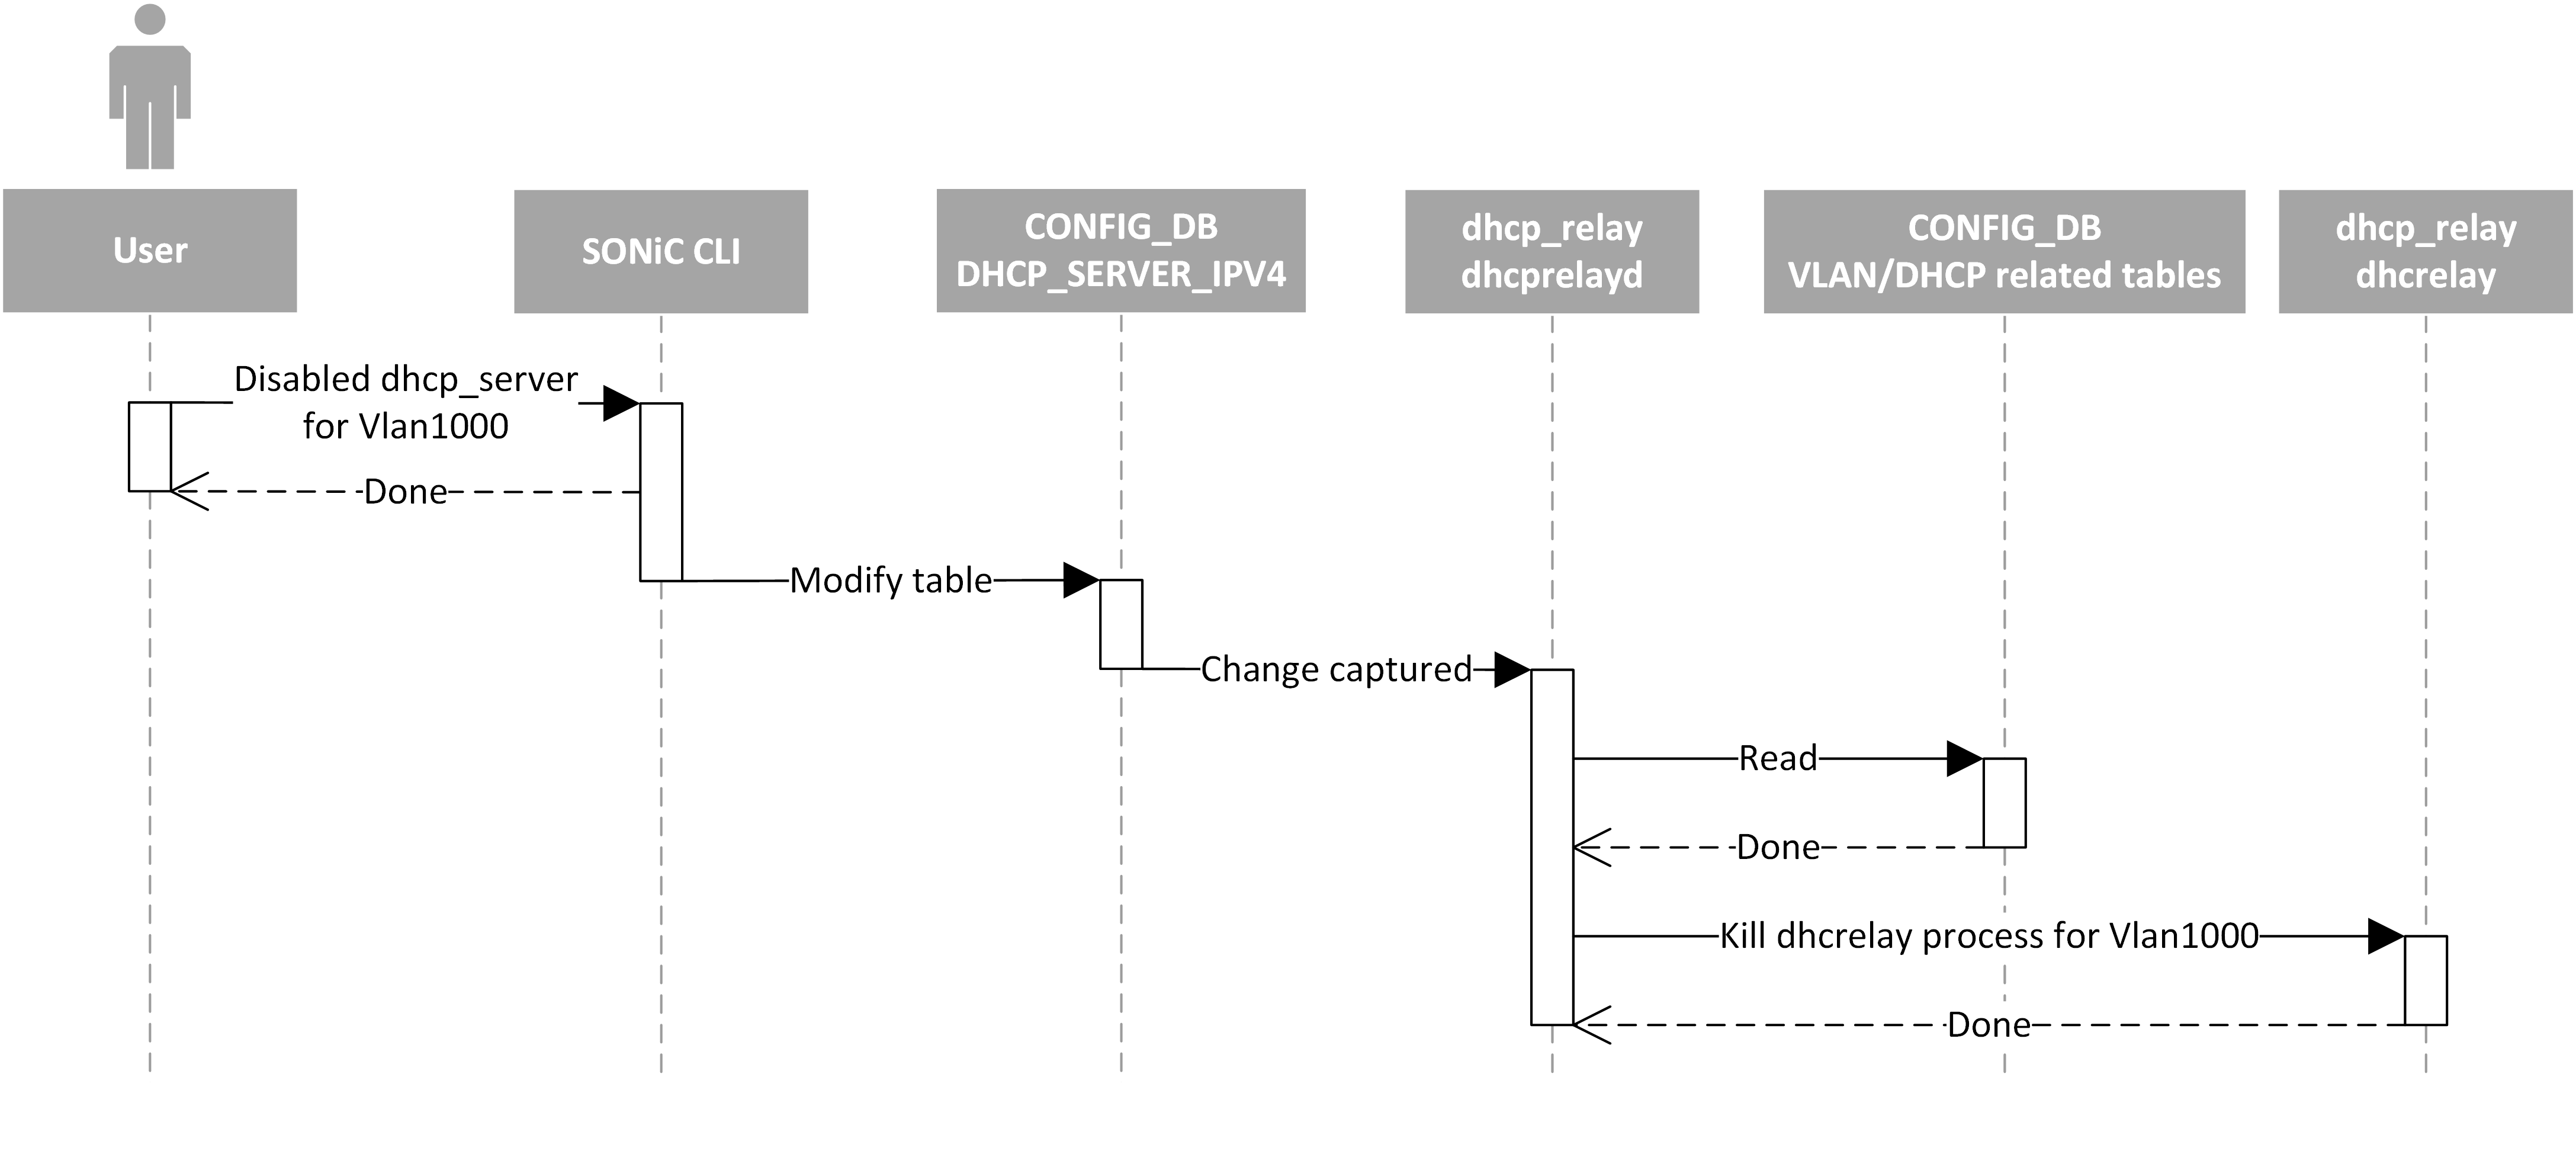 User
SONiC CLI
CONFIG_DB
DHCP_SERVER_IPV4
dhcp_relay
dhcprelayd
CONFIG_DB
VLAN/DHCP related tables
dhcp_relay
dhcrelay
Disabled dhcp_server
for Vlan1000
Done
Modify table
Change captured
Read
Done
Kill dhcrelay process for Vlan1000
Done